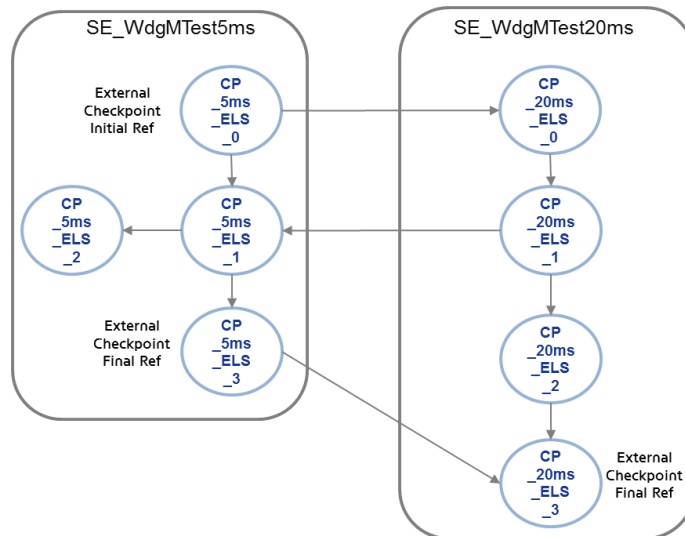 SE_WdgMTest5ms
SE_WdgMTest20ms
External
Checkpoint
Initial Ref
CP
_5ms
_ELS
_0
CP
_20ms
_ELS
_0
CP
_5ms
_ELS
_2
CP
_5ms
_ELS
_1
CP
_20ms
_ELS
_1
External
Checkpoint
Final Ref
CP
_5ms
_ELS
_3
CP
_20ms
_ELS
_2
CP
_20ms
_ELS
_3
External
Checkpoint
Final Ref